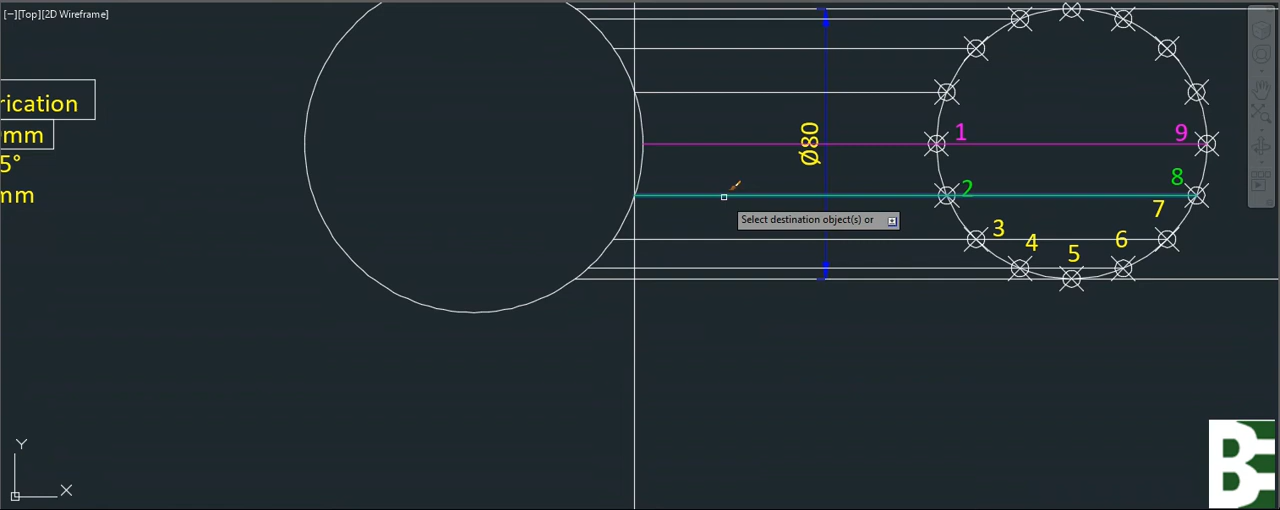 [−][Top][2D Wireframe]
rication
mm
5°
mm
Ø80
1
9
2
8
7
3
4
5
6
Select destination object(s) or
Y
X
BE